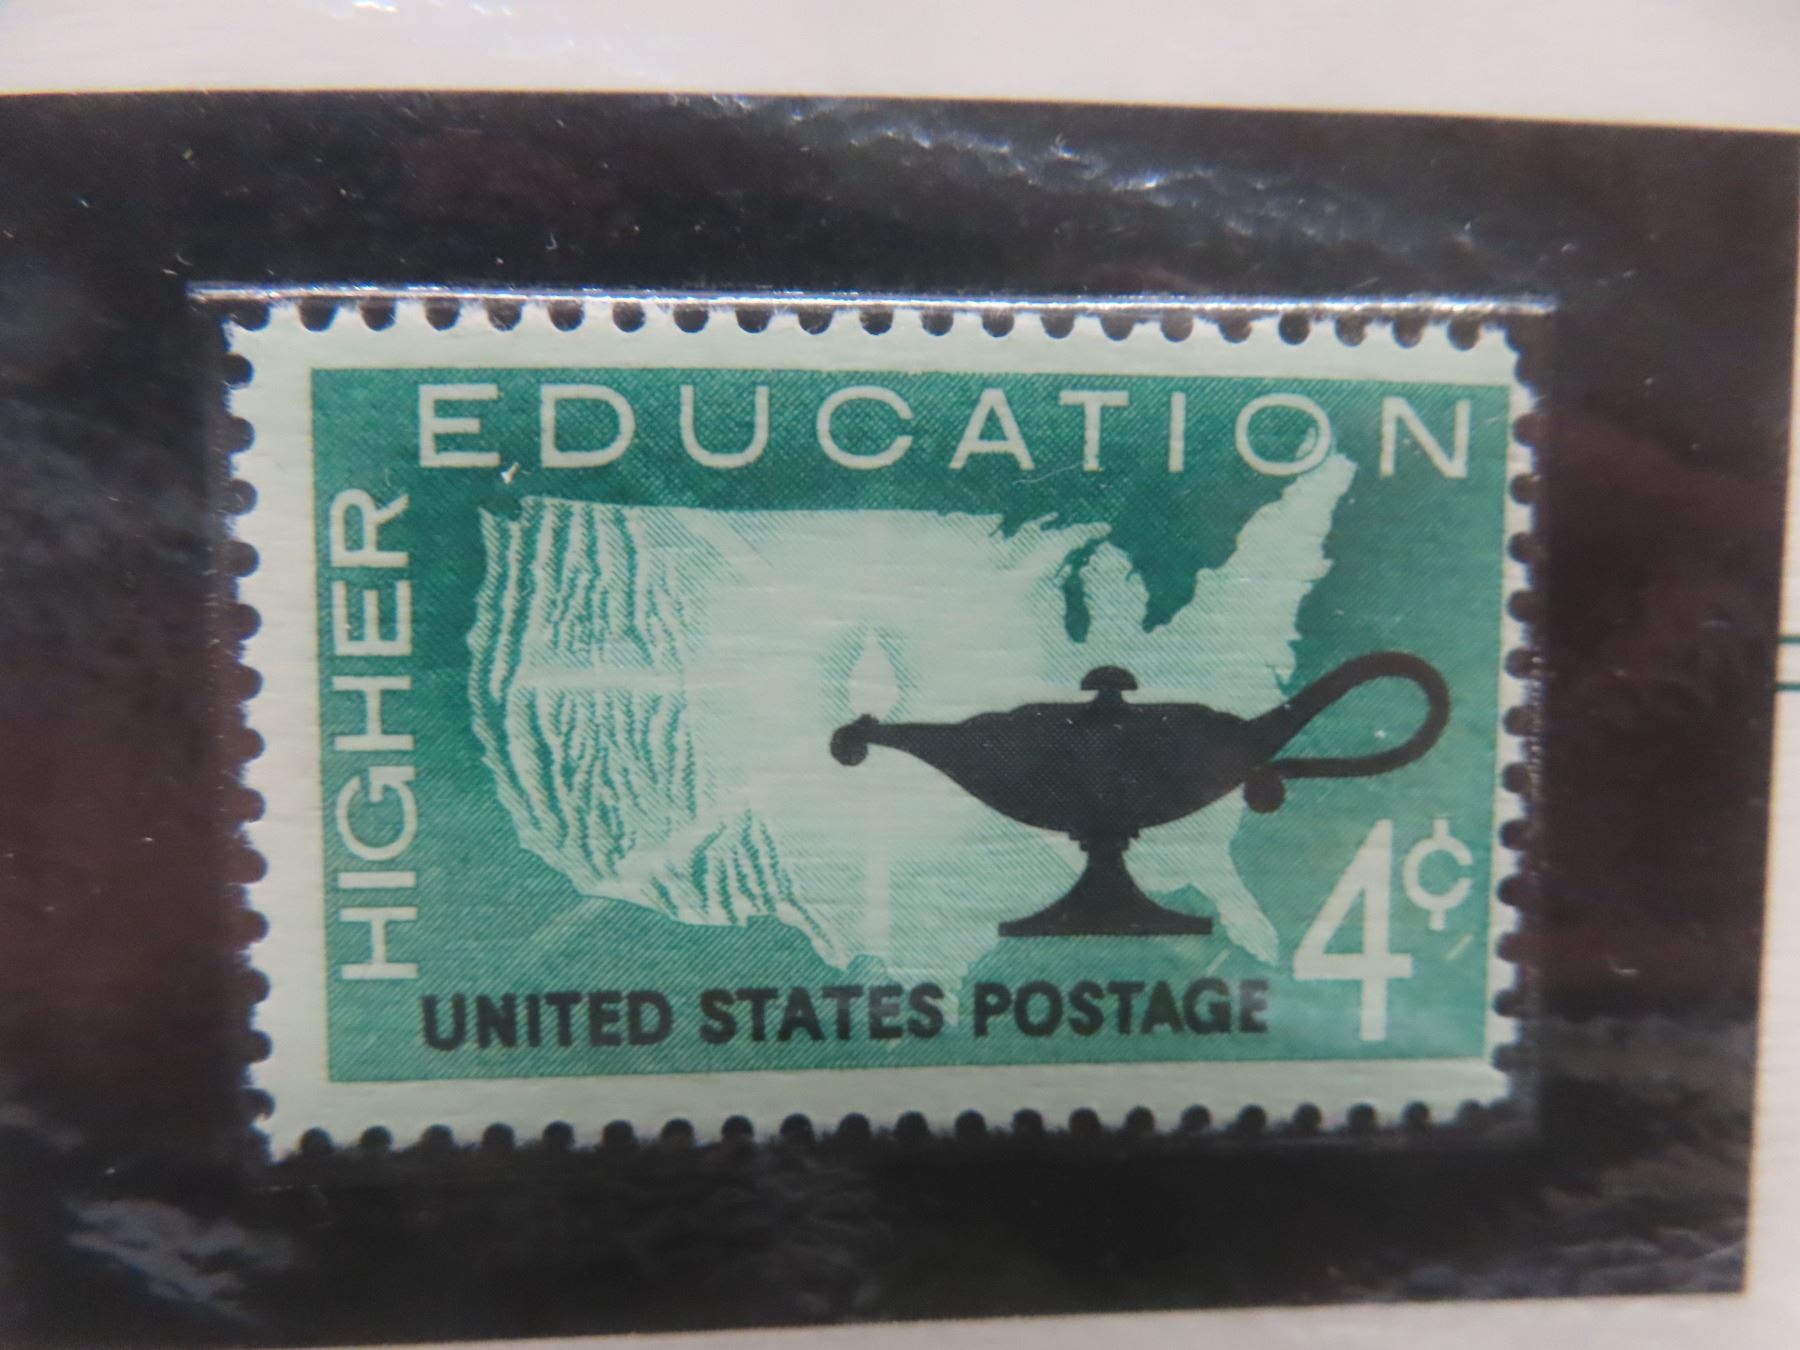 HIGHER
EDUCATION
4¢
UNITED STATES POSTAGE